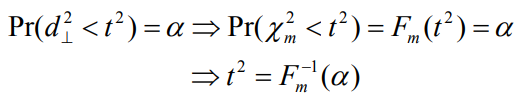 Pr(d⊥² < t²) = α ⇒ Pr(χₘ² < t²) = Fₘ(t²) = α
⇒ t² = Fₘ⁻¹(α)